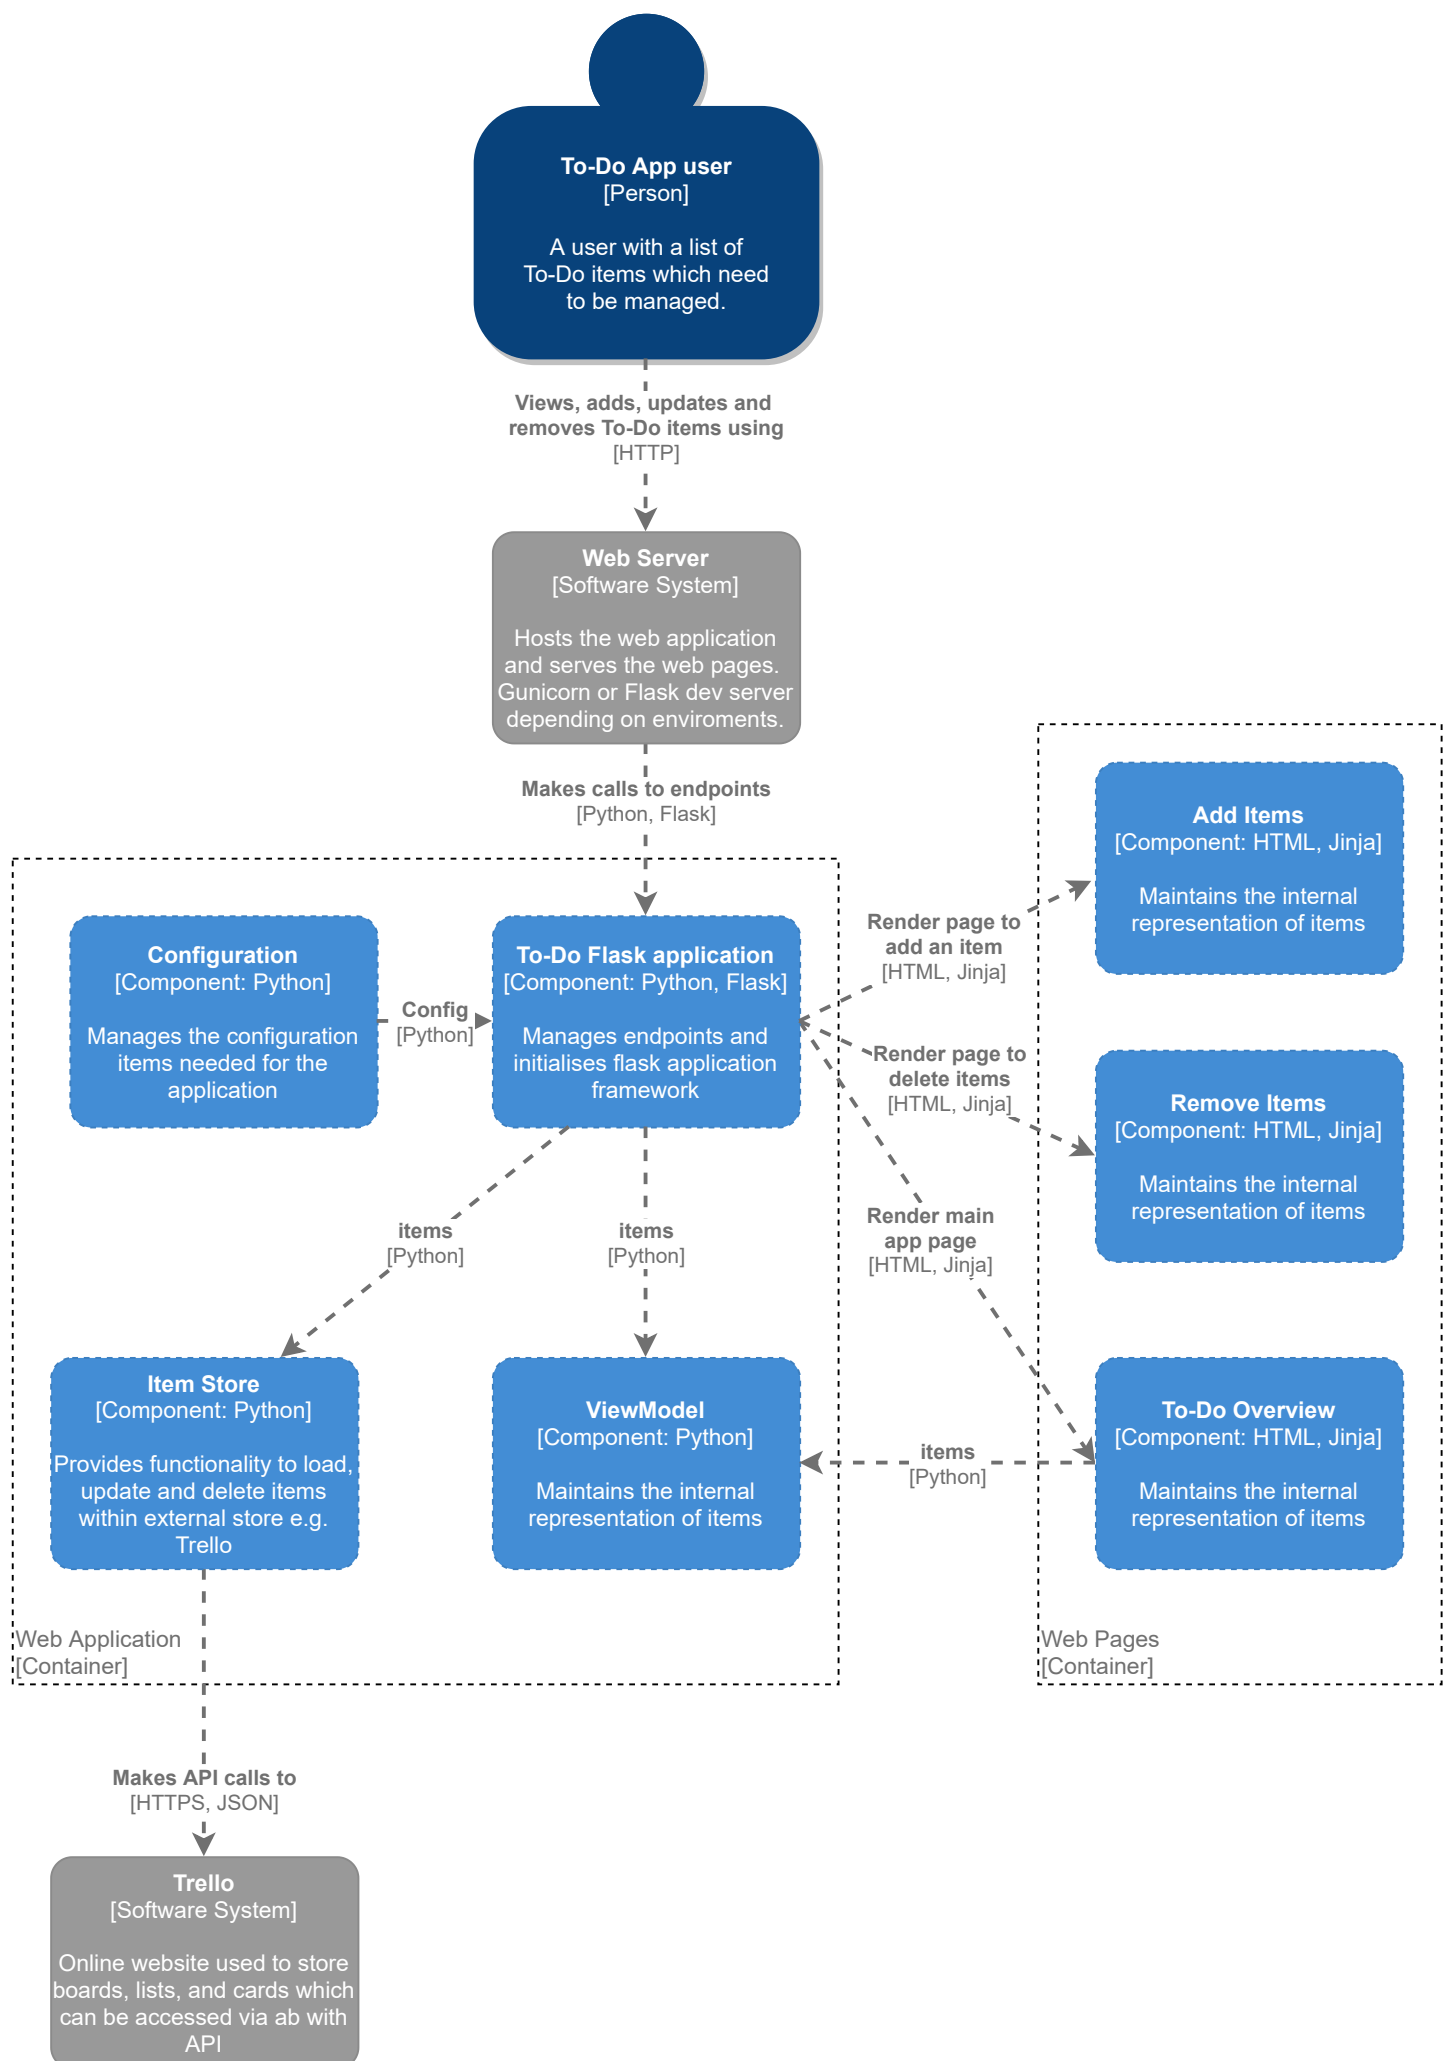 To-Do App user
[Person]
A user with a list of
To-Do items which need
to be managed.
Views, adds, updates and
removes To-Do items using
[HTTP]
Web Server
[Software System]
Hosts the web application
and serves the web pages.
Gunicorn or Flask dev server
depending on enviroments.
Makes calls to endpoints
[Python, Flask]
Configuration
[Component: Python]
Manages the configuration
items needed for the
application
Config
[Python]
To-Do Flask application
[Component: Python, Flask]
Manages endpoints and
initialises flask application
framework
Render page to
add an item
[HTML, Jinja]
Render page to
delete items
[HTML, Jinja]
Render main
app page
[HTML, Jinja]
Add Items
[Component: HTML, Jinja]
Maintains the internal
representation of items
Remove Items
[Component: HTML, Jinja]
Maintains the internal
representation of items
items
[Python]
items
[Python]
Item Store
[Component: Python]
Provides functionality to load,
update and delete items
within external store e.g.
Trello
ViewModel
[Component: Python]
Maintains the internal
representation of items
items
[Python]
To-Do Overview
[Component: HTML, Jinja]
Maintains the internal
representation of items
Web Application
[Container]
Web Pages
[Container]
Makes API calls to
[HTTPS, JSON]
Trello
[Software System]
Online website used to store
boards, lists, and cards which
can be accessed via ab with
API